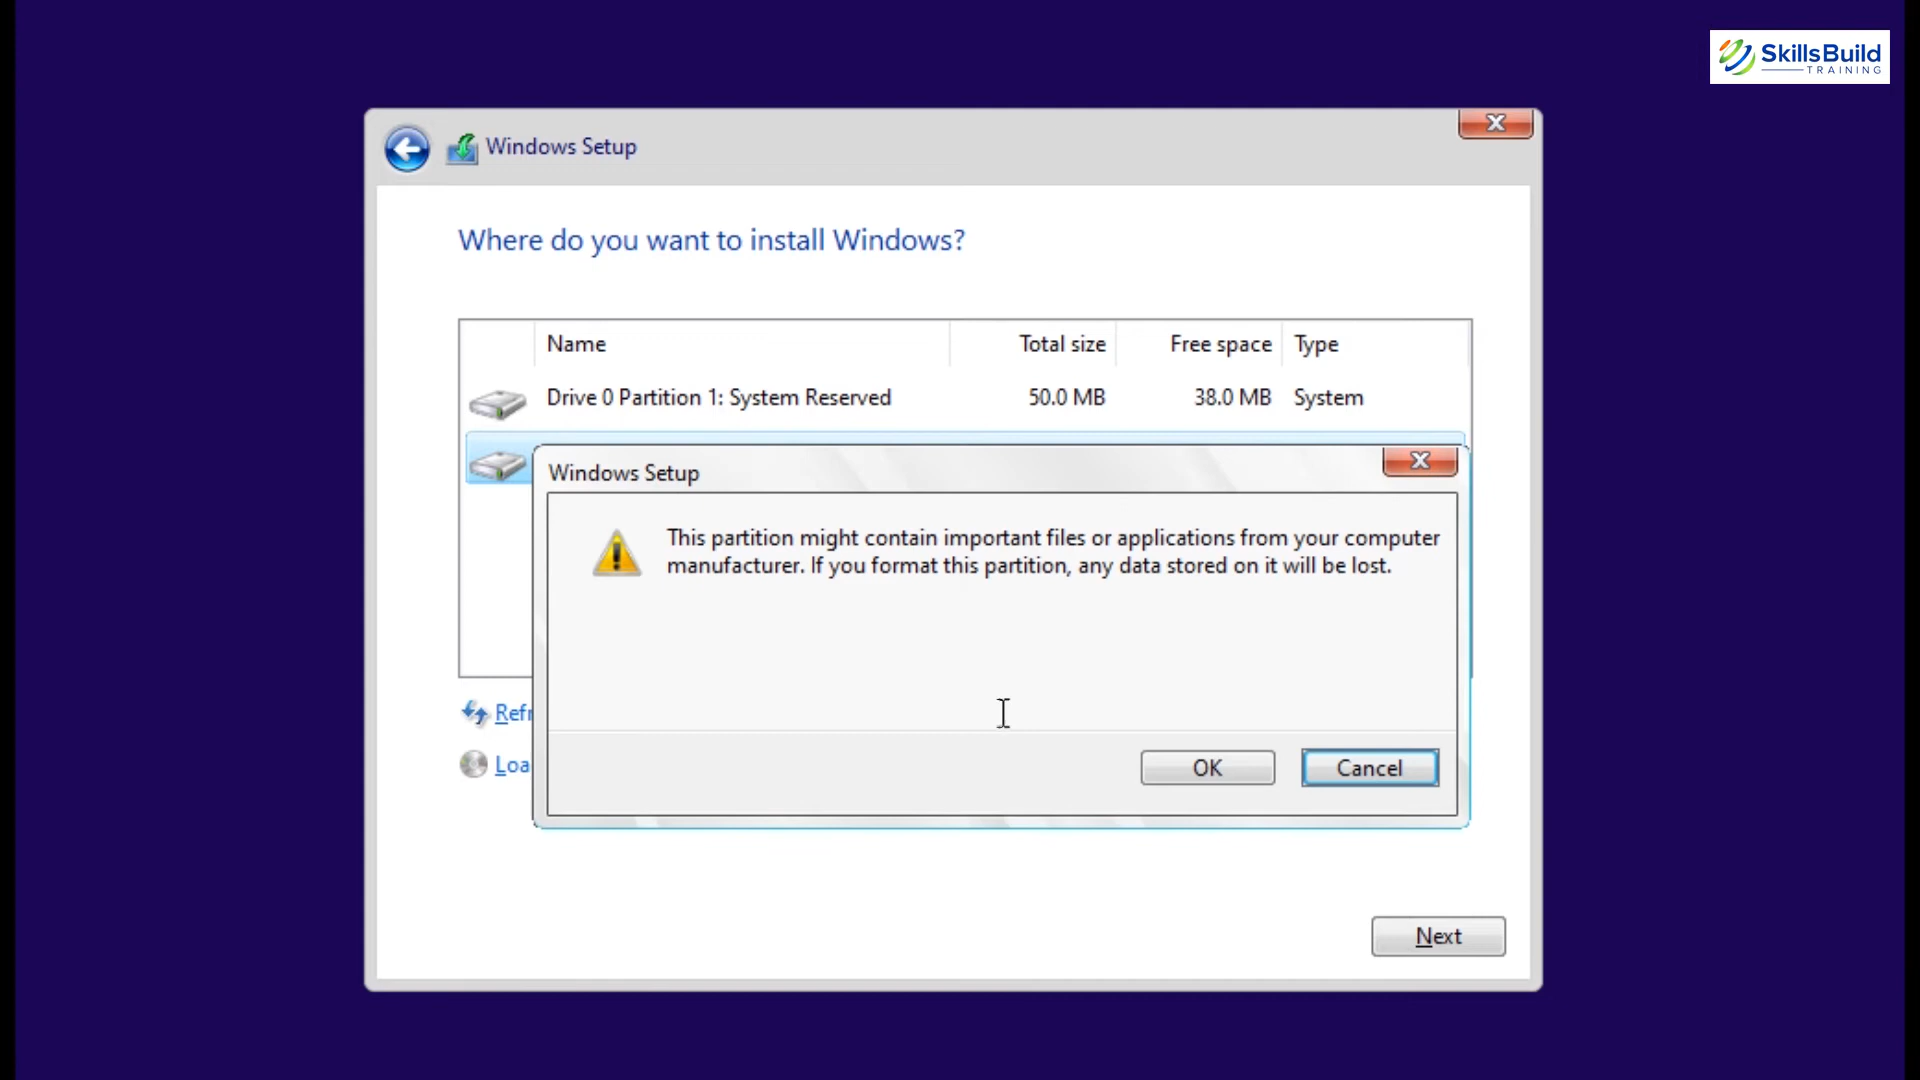 SkillsBuild
TRAINING
Windows Setup
Where do you want to install Windows?
Name Total size Free space Type
Drive 0 Partition 1: System Reserved 50.0 MB 38.0 MB System
Windows Setup
This partition might contain important files or applications from your computer
manufacturer. If you format this partition, any data stored on it will be lost.
OK Cancel
Next